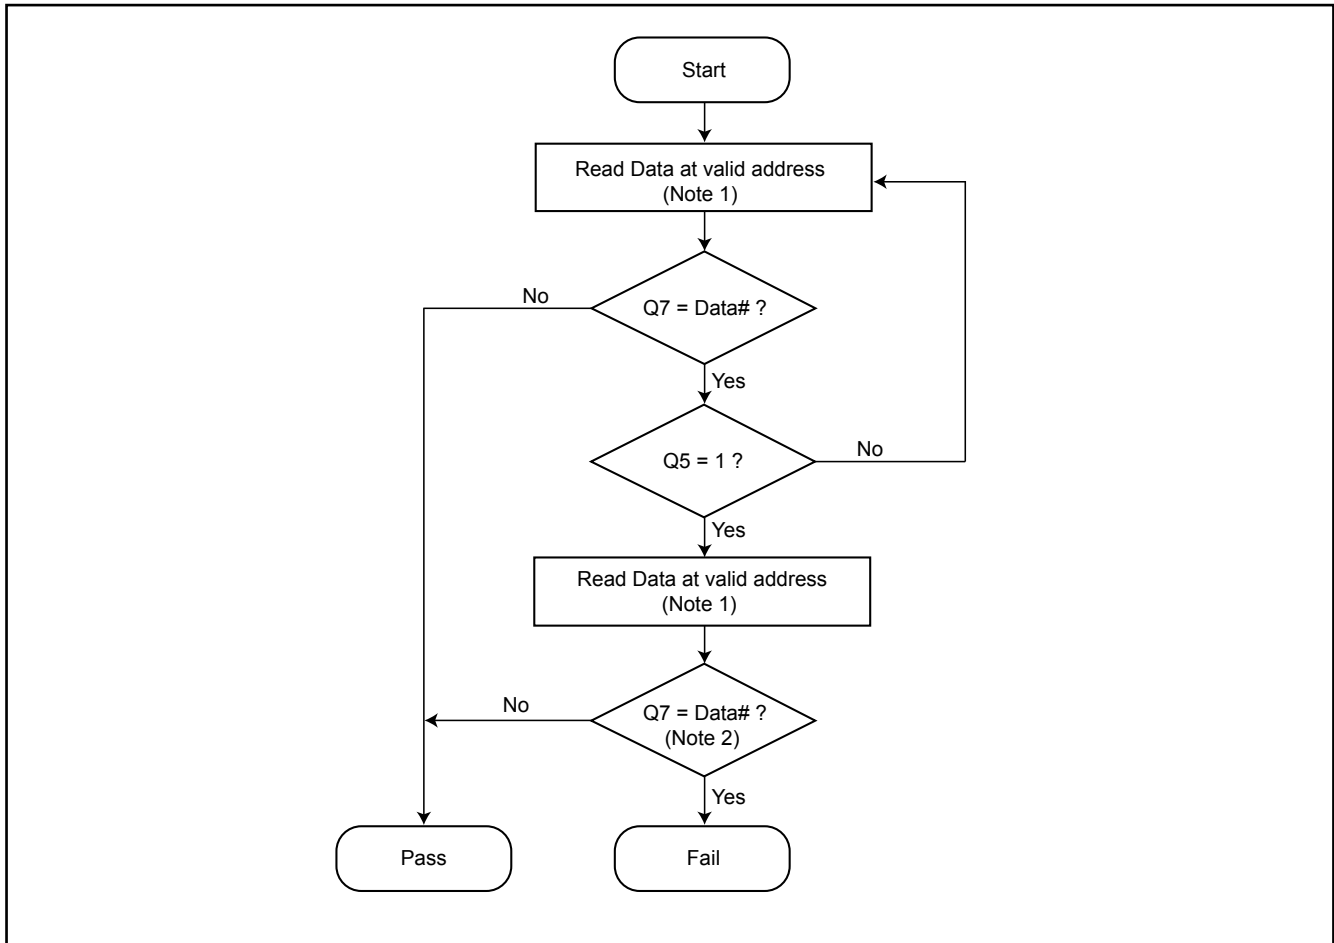 Start
Read Data at valid address
(Note 1)
No
Q7 = Data# ?
Yes
Q5 = 1 ?
No
Yes
Read Data at valid address
(Note 1)
No
Q7 = Data# ?
(Note 2)
Yes
Pass
Fail